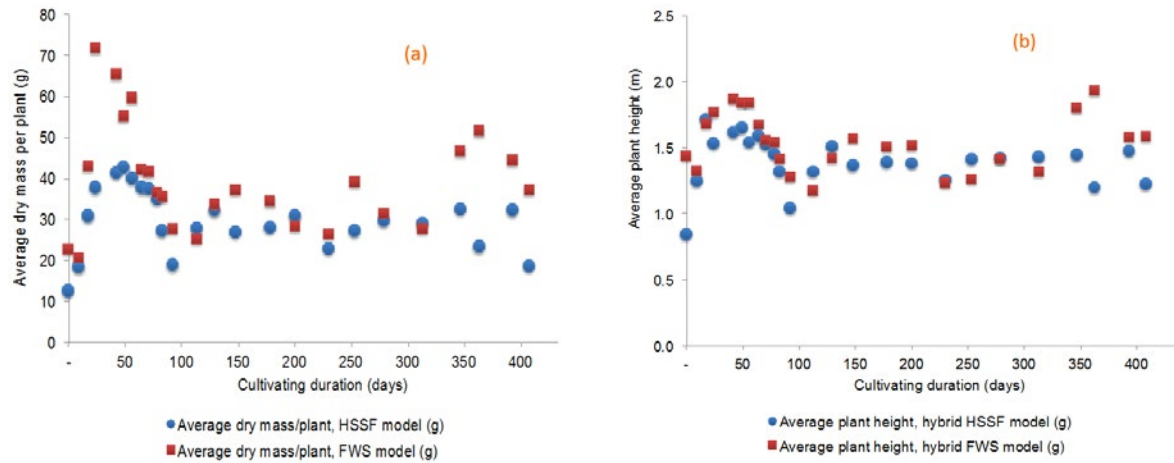 (a)
Average dry mass per plant (g)
80
70
60
50
40
30
20
10
0
- 50 100 150 200 250 300 350 400
Cultivating duration (days)
Average dry mass/plant, HSSF model (g)
Average dry mass/plant, FWS model (g)
(b)
Average plant height (m)
2.5
2.0
1.5
1.0
0.5
0.0
- 50 100 150 200 250 300 350 400
Cultivating duration (days)
Average plant height, hybrid HSSF model (g)
Average plant height, hybrid FWS model (g)